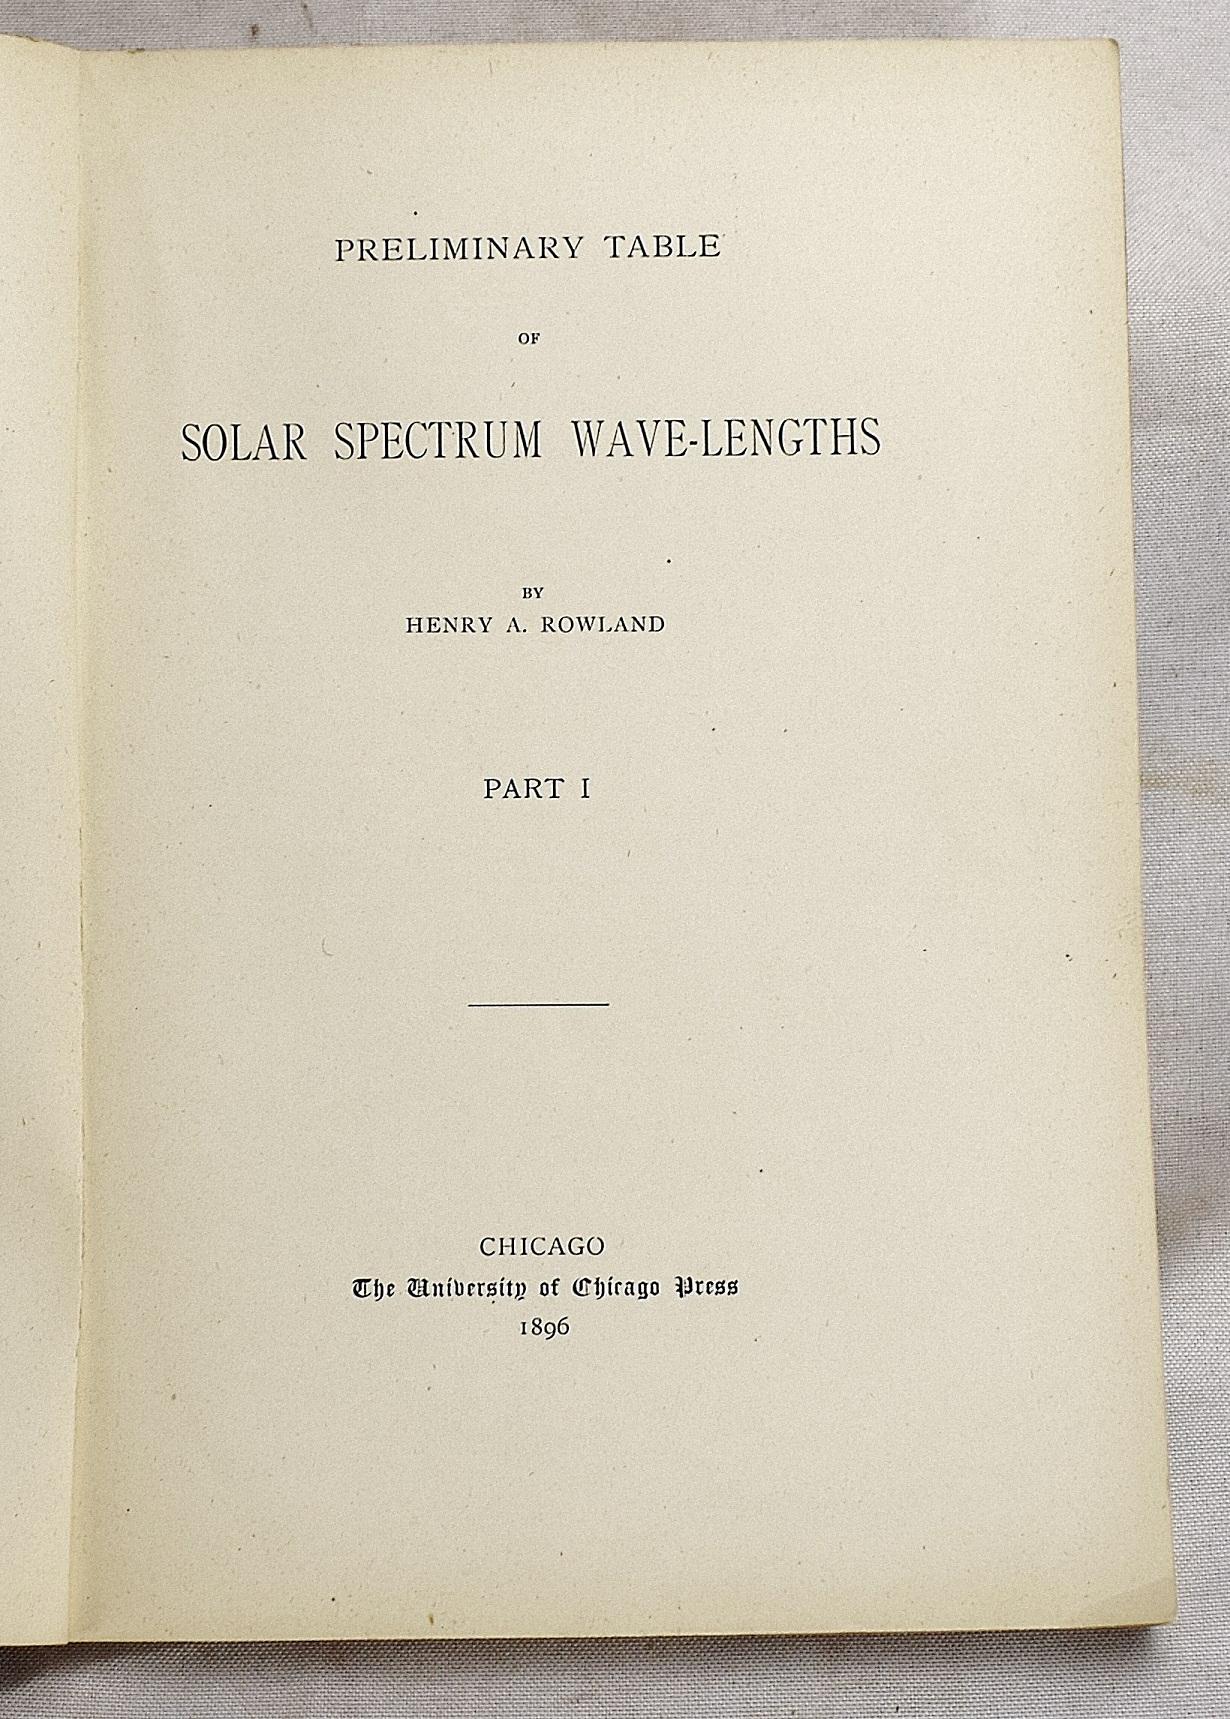 PRELIMINARY TABLE
OF
SOLAR SPECTRUM WAVE-LENGTHS
BY
HENRY A. ROWLAND
PART I
CHICAGO
The University of Chicago Press
1896